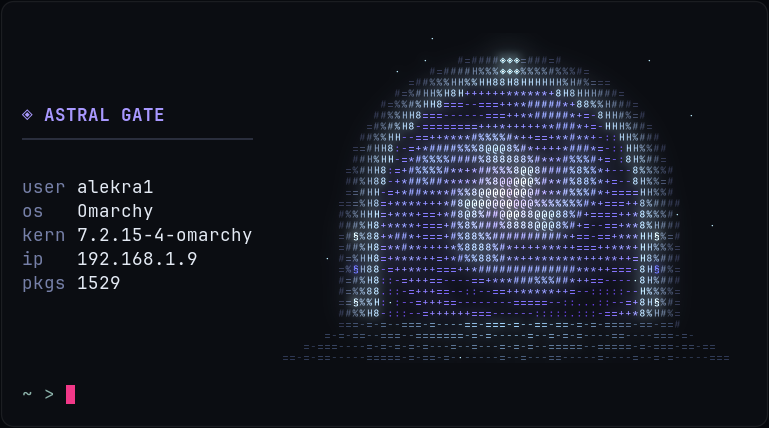 ◈ ASTRAL GATE
user alekra1
os   Omarchy
kern 7.2.15-4-omarchy
ip   192.168.1.9
pkgs 1529
~ >